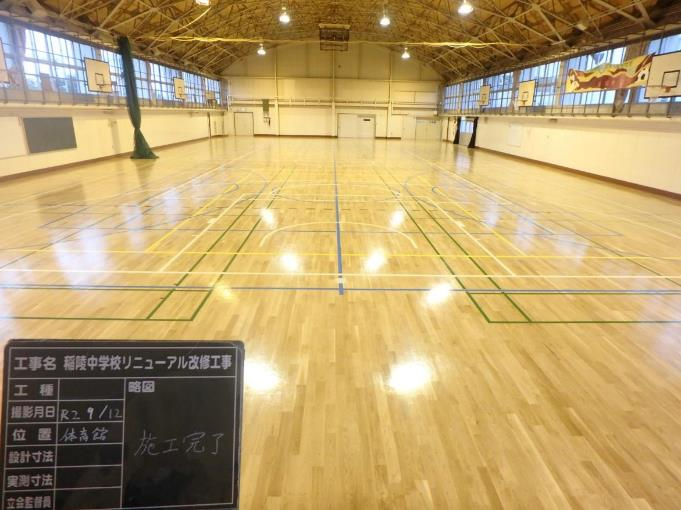 工事名 稲陵中学校リニューアル改修工事
工種
略図
撮影月日 R2 9/12
位置 体育館
施工完了
設計寸法
実測寸法
立会監督員